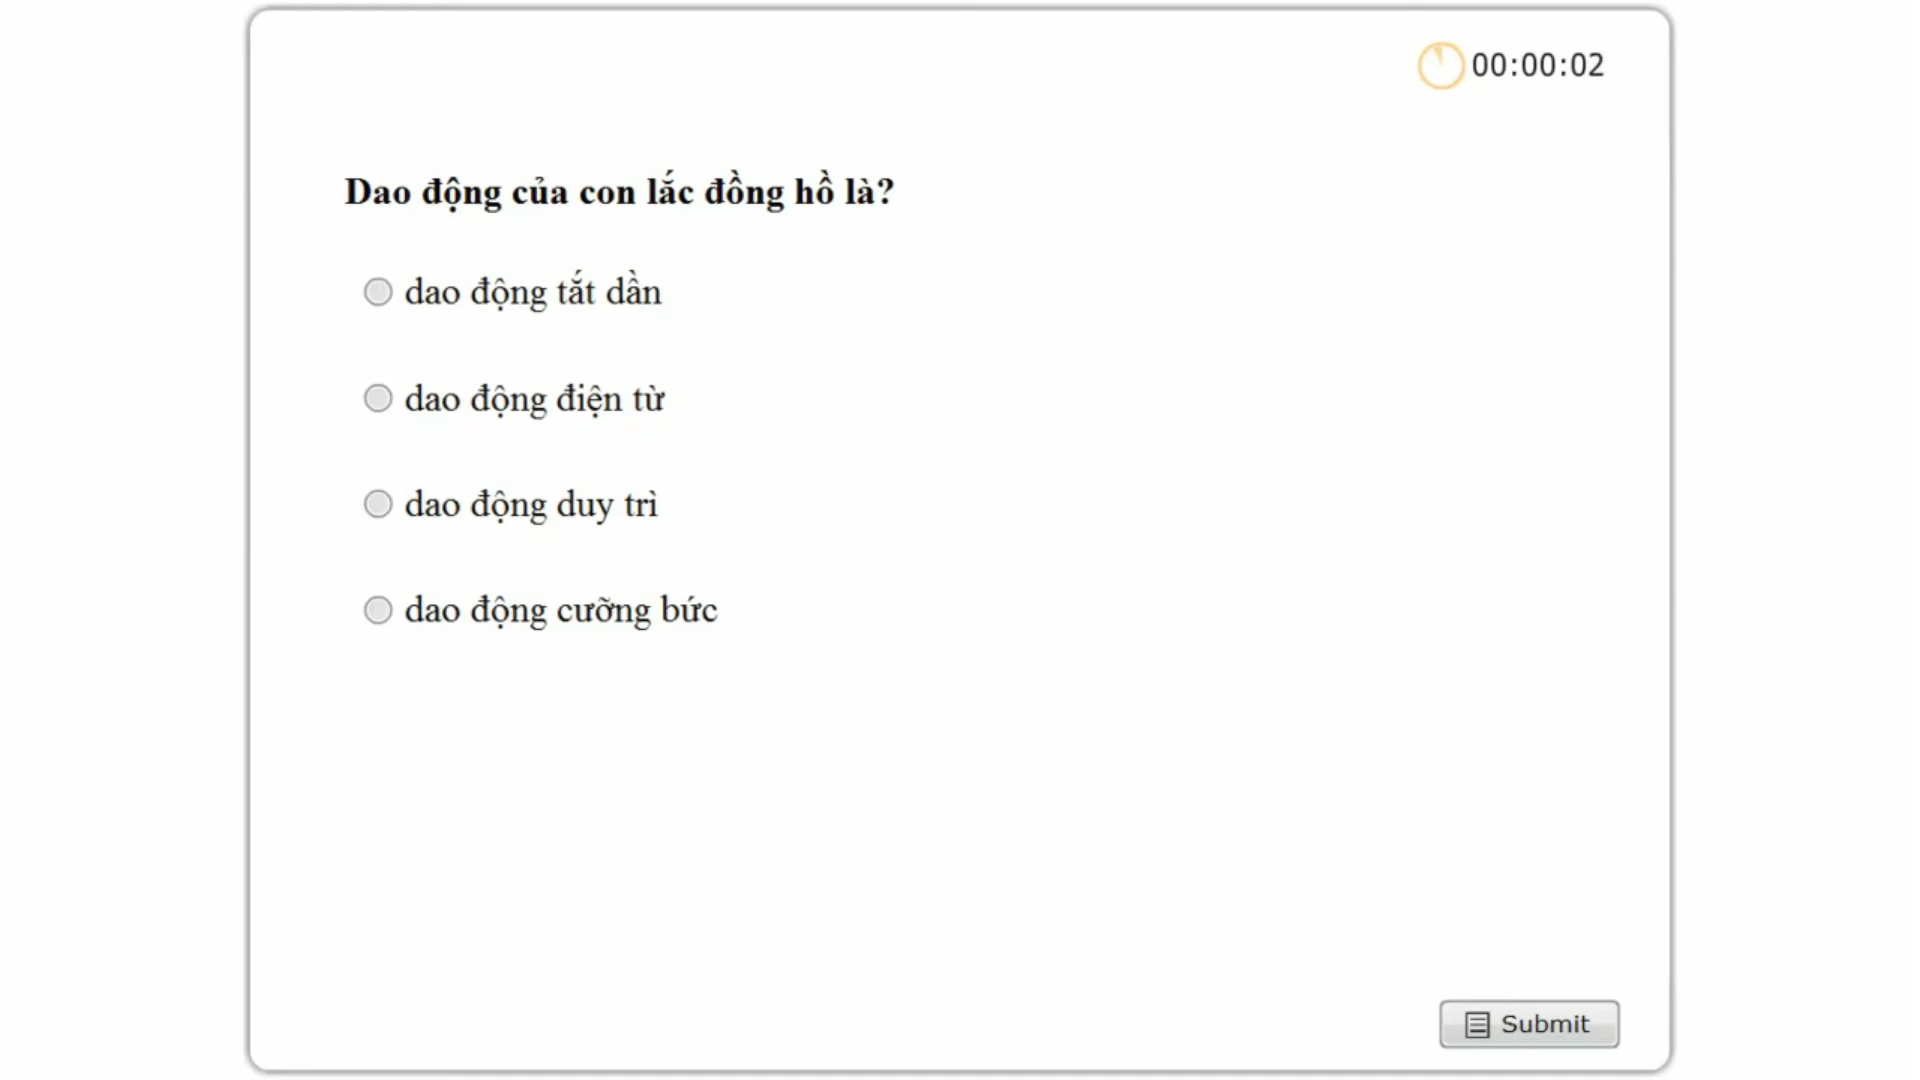 00:00:02
Dao động của con lắc đồng hồ là?
dao động tắt dần
dao động điện từ
dao động duy trì
dao động cưỡng bức
Submit